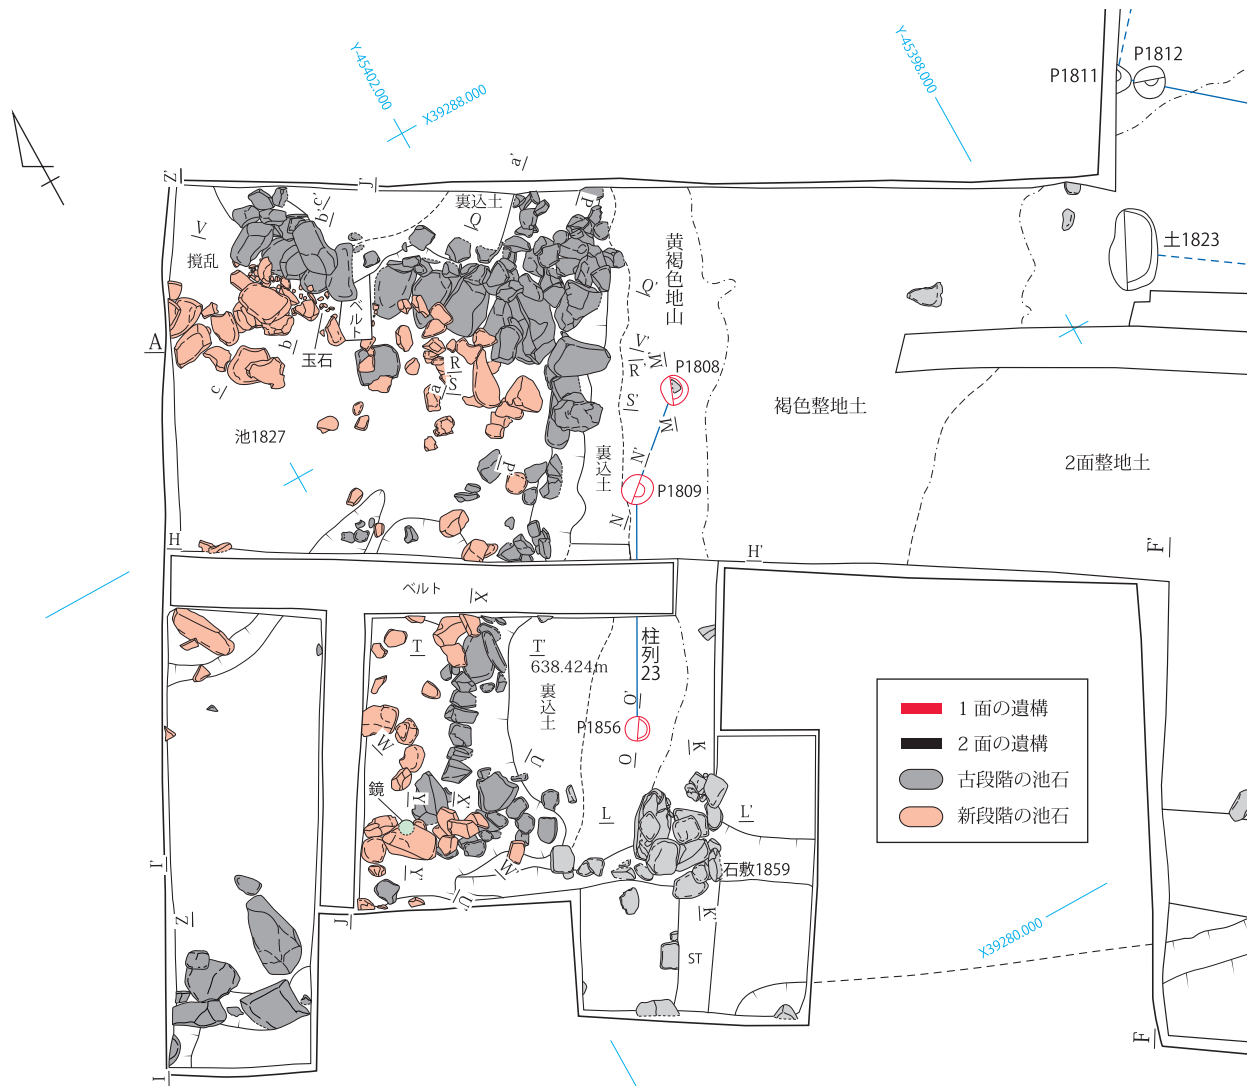 Y-45402.000
X39288.000
Y-45398.000
P1811
P1812
Z'
J'
a'
V
攪乱
b'
c'
裏込土
Q
P'
黄褐色地山
Q'
土1823
A
b
玉石
ベルト
c
R
S
a
V'
R'
S'
M'
P1808
M
褐色整地土
池1827
P
裏込土
N'
P1809
N
2面整地土
H
H'
F'
ベルト
X
T
T'
638.424m
裏込土
柱列23
O'
P1856
O
K
W
U
鏡
Y
X'
L
L'
I'
Y'
W'
U'
石敷1859
K'
Z
J
ST
X39280.000
F
I
1面の遺構
2面の遺構
古段階の池石
新段階の池石